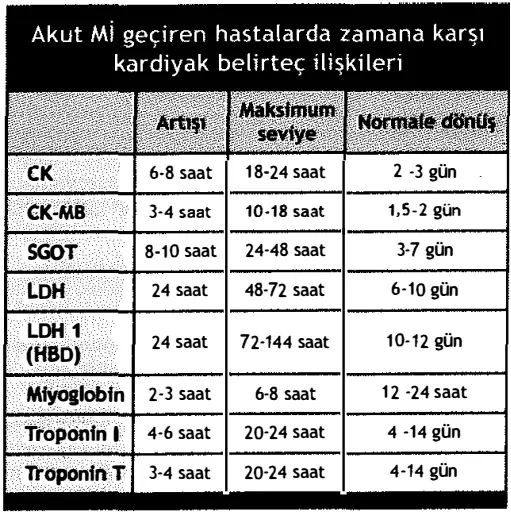 Akut Mİ geçiren hastalarda zamana karşı
kardiyak belirteç ilişkileri
Artışı Maksimum seviye Normale dönüş
CK 6-8 saat 18-24 saat 2 -3 gün
CK-MB 3-4 saat 10-18 saat 1,5-2 gün
SGOT 8-10 saat 24-48 saat 3-7 gün
LDH 24 saat 48-72 saat 6-10 gün
LDH 1 (HBD) 24 saat 72-144 saat 10-12 gün
Miyoglobin 2-3 saat 6-8 saat 12 -24 saat
Troponin I 4-6 saat 20-24 saat 4 -14 gün
Troponin T 3-4 saat 20-24 saat 4-14 gün